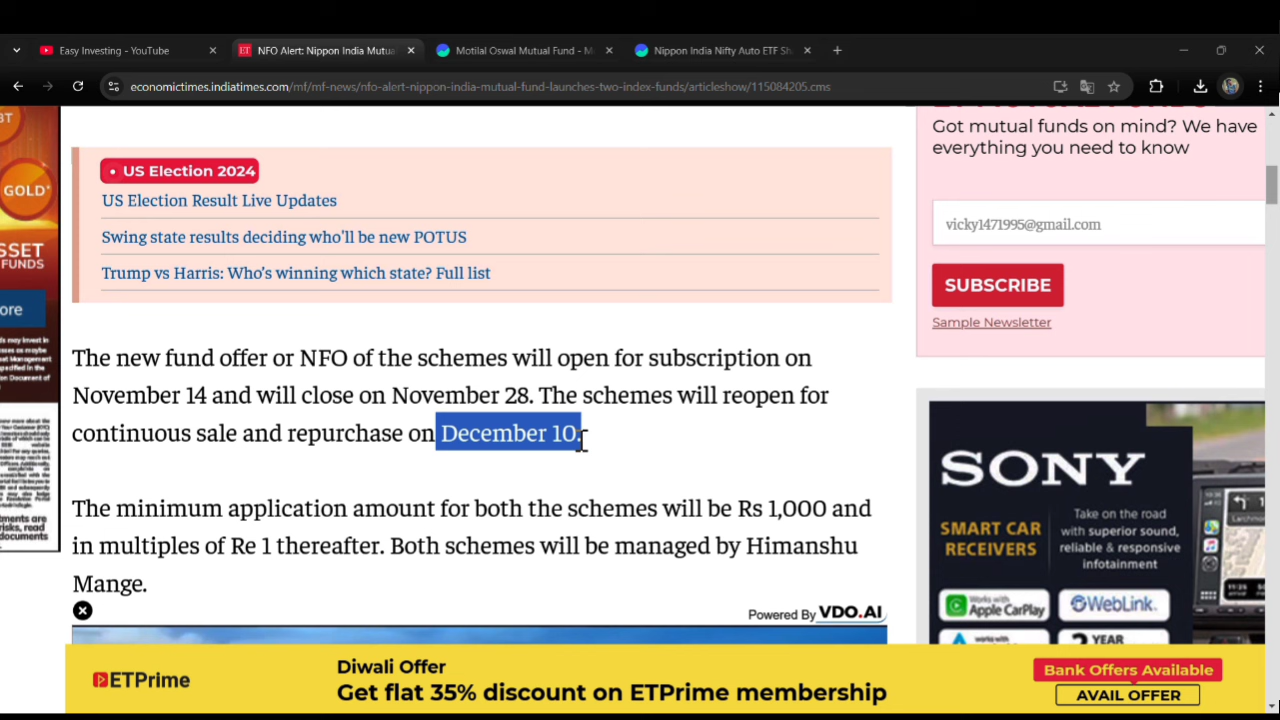 Easy Investing - YouTube
ET NFO Alert: Nippon India Mutua
Motilal Oswal Mutual Fund - M
Nippon India Nifty Auto ETF Sh
economictimes.indiatimes.com/mf/mf-news/nfo-alert-nippon-india-mutual-fund-launches-two-index-funds/articleshow/115084205.cms
GOLD
ASSET
FUNDS
ore
US Election 2024
US Election Result Live Updates
Swing state results deciding who'll be new POTUS
Trump vs Harris: Who's winning which state? Full list
Got mutual funds on mind? We have
everything you need to know
vicky1471995@gmail.com
SUBSCRIBE
Sample Newsletter
The new fund offer or NFO of the schemes will open for subscription on
November 14 and will close on November 28. The schemes will reopen for
continuous sale and repurchase on December 10.
The minimum application amount for both the schemes will be Rs 1,000 and
in multiples of Re 1 thereafter. Both schemes will be managed by Himanshu
Mange.
Powered By VDO.AI
SONY
SMART CAR
RECEIVERS
Take on the road
with superior sound,
reliable & responsive
infotainment
Works with
Apple CarPlay
WebLink.
works with
2 YEAR
ETPrime
Diwali Offer
Get flat 35% discount on ETPrime membership
Bank Offers Available
AVAIL OFFER